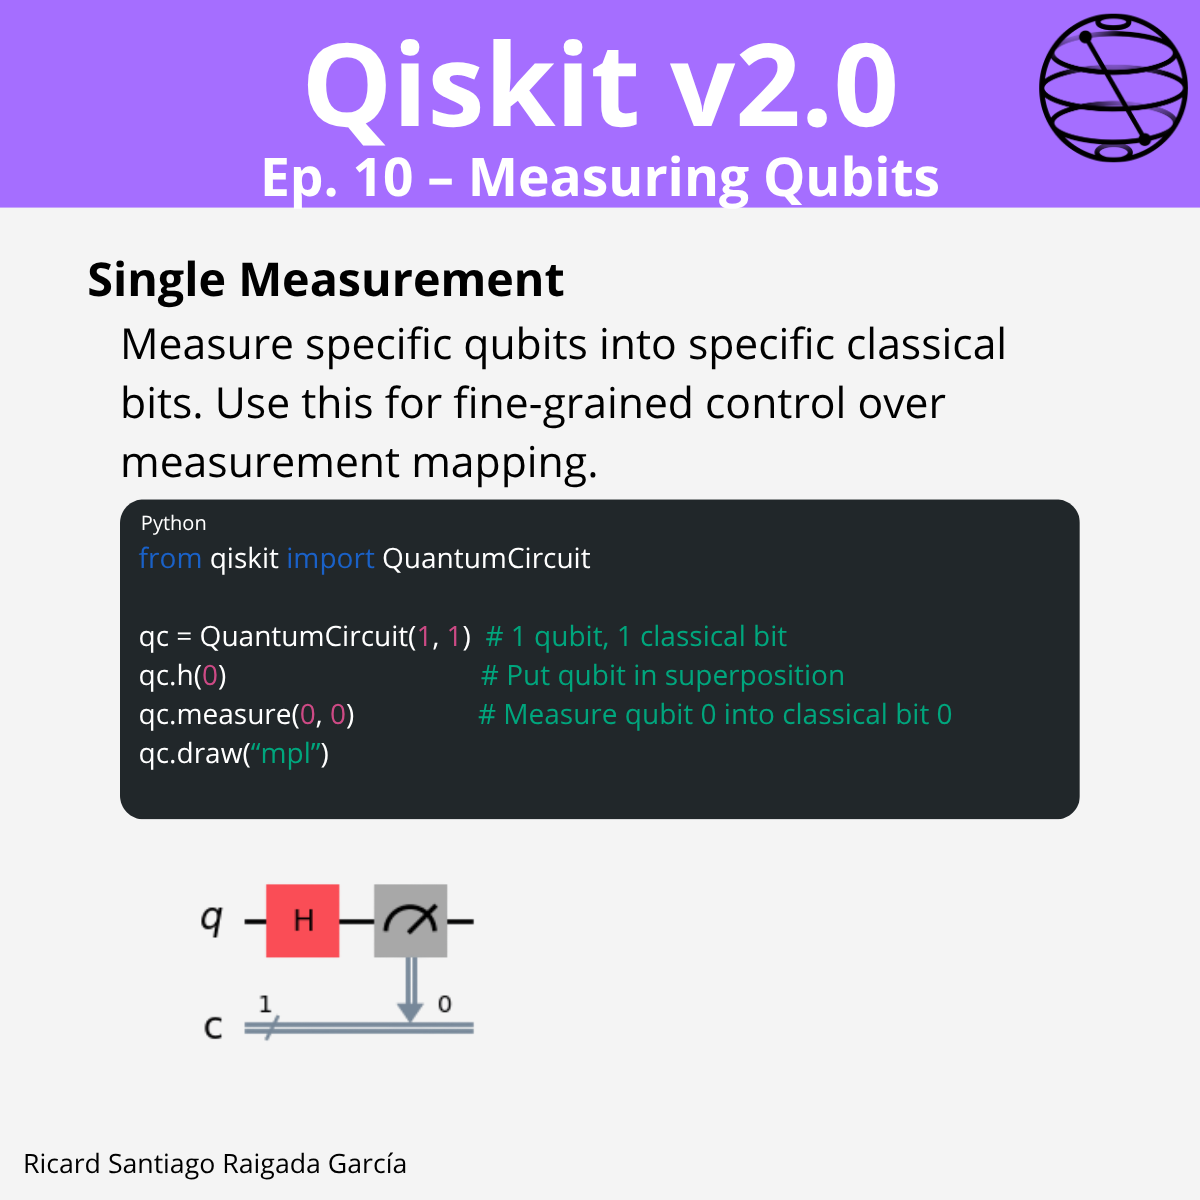 Qiskit v2.0
Ep. 10 – Measuring Qubits
Single Measurement
Measure specific qubits into specific classical
bits. Use this for fine-grained control over
measurement mapping.
Python
from qiskit import QuantumCircuit
qc = QuantumCircuit(1, 1) # 1 qubit, 1 classical bit
qc.h(0) # Put qubit in superposition
qc.measure(0, 0) # Measure qubit 0 into classical bit 0
qc.draw(“mpl”)
q H
1 0
c
Ricard Santiago Raigada García